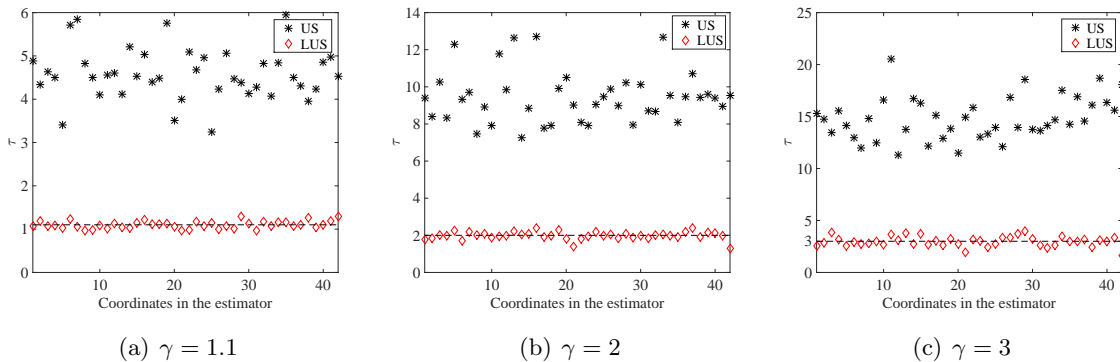 6
5
4
3
2
1
0
τ
10
20
30
40
Coordinates in the estimator
US
LUS
(a) γ = 1.1
14
12
10
8
6
4
2
0
τ
10
20
30
40
Coordinates in the estimator
US
LUS
(b) γ = 2
25
20
15
10
5
3
0
τ
10
20
30
40
Coordinates in the estimator
US
LUS
(c) γ = 3